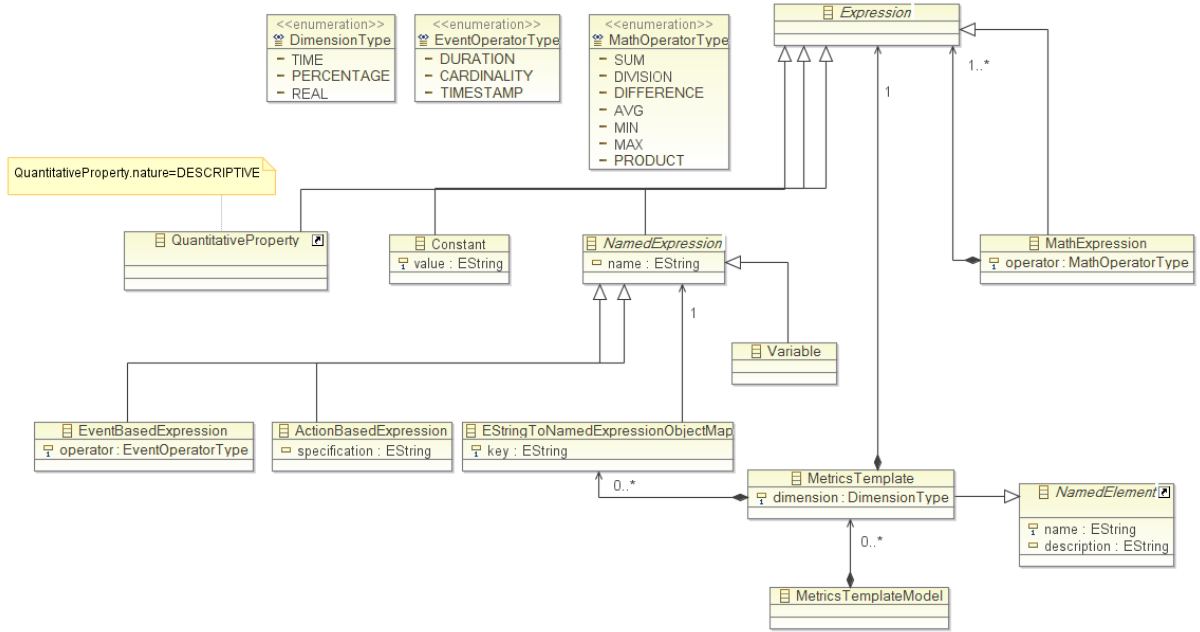 <<enumeration>>
DimensionType
TIME
PERCENTAGE
REAL
<<enumeration>>
EventOperatorType
DURATION
CARDINALITY
TIMESTAMP
<<enumeration>>
MathOperatorType
SUM
DIVISION
DIFFERENCE
AVG
MIN
MAX
PRODUCT
Expression
1..*
1
QuantitativeProperty.nature=DESCRIPTIVE
QuantitativeProperty
Constant
value : EString
NamedExpression
name : EString
MathExpression
operator : MathOperatorType
1
Variable
EventBasedExpression
operator : EventOperatorType
ActionBasedExpression
specification : EString
EStringToNamedExpressionObjectMap
key : EString
0..*
MetricsTemplate
dimension : DimensionType
NamedElement
name : EString
description : EString
0..*
MetricsTemplateModel